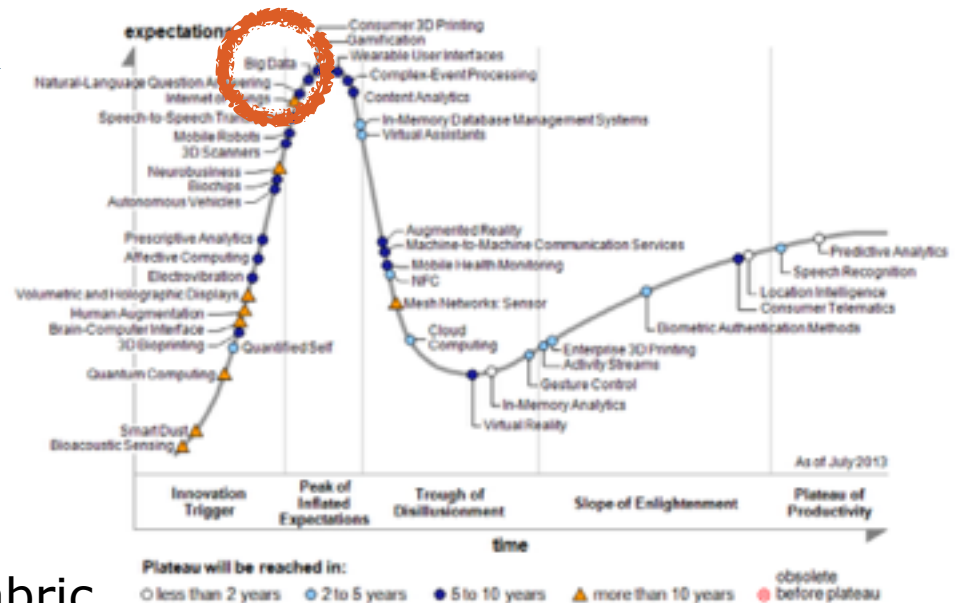 expectations
Consumer 3D Printing
Gamification
Wearable User Interfaces
Big Data
Complex-Event Processing
Natural-Language Question Answering
Content Analytics
Internet of Things
In-Memory Database Management Systems
Speech-to-Speech
Virtual Assistants
Mobile Robots
3D Scanners
Neurobusiness
Biochips
Autonomous Vehicles
Augmented Reality
Prescriptive Analytics
Machine-to-Machine Communication Services
Affective Computing
Mobile Health Monitoring
Electrovibration
NFC
Volumetric and Holographic Displays
Mesh Networks: Sensor
Human Augmentation
Brain-Computer Interface
3D Bioprinting
Quantified Self
Cloud
Computing
Quantum Computing
Smart Dust
Bioacoustic Sensing
Predictive Analytics
Speech Recognition
Location Intelligence
Consumer Telematics
Biometric Authentication Methods
Enterprise 3D Printing
Activity Streams
Gesture Control
In-Memory Analytics
Virtual Reality
As of July 2013
Innovation
Trigger
Peak of
Inflated
Expectations
Trough of
Disillusionment
Slope of Enlightenment
Plateau of
Productivity
time
Plateau will be reached in:
less than 2 years
2 to 5 years
5 to 10 years
more than 10 years
obsolete
before plateau